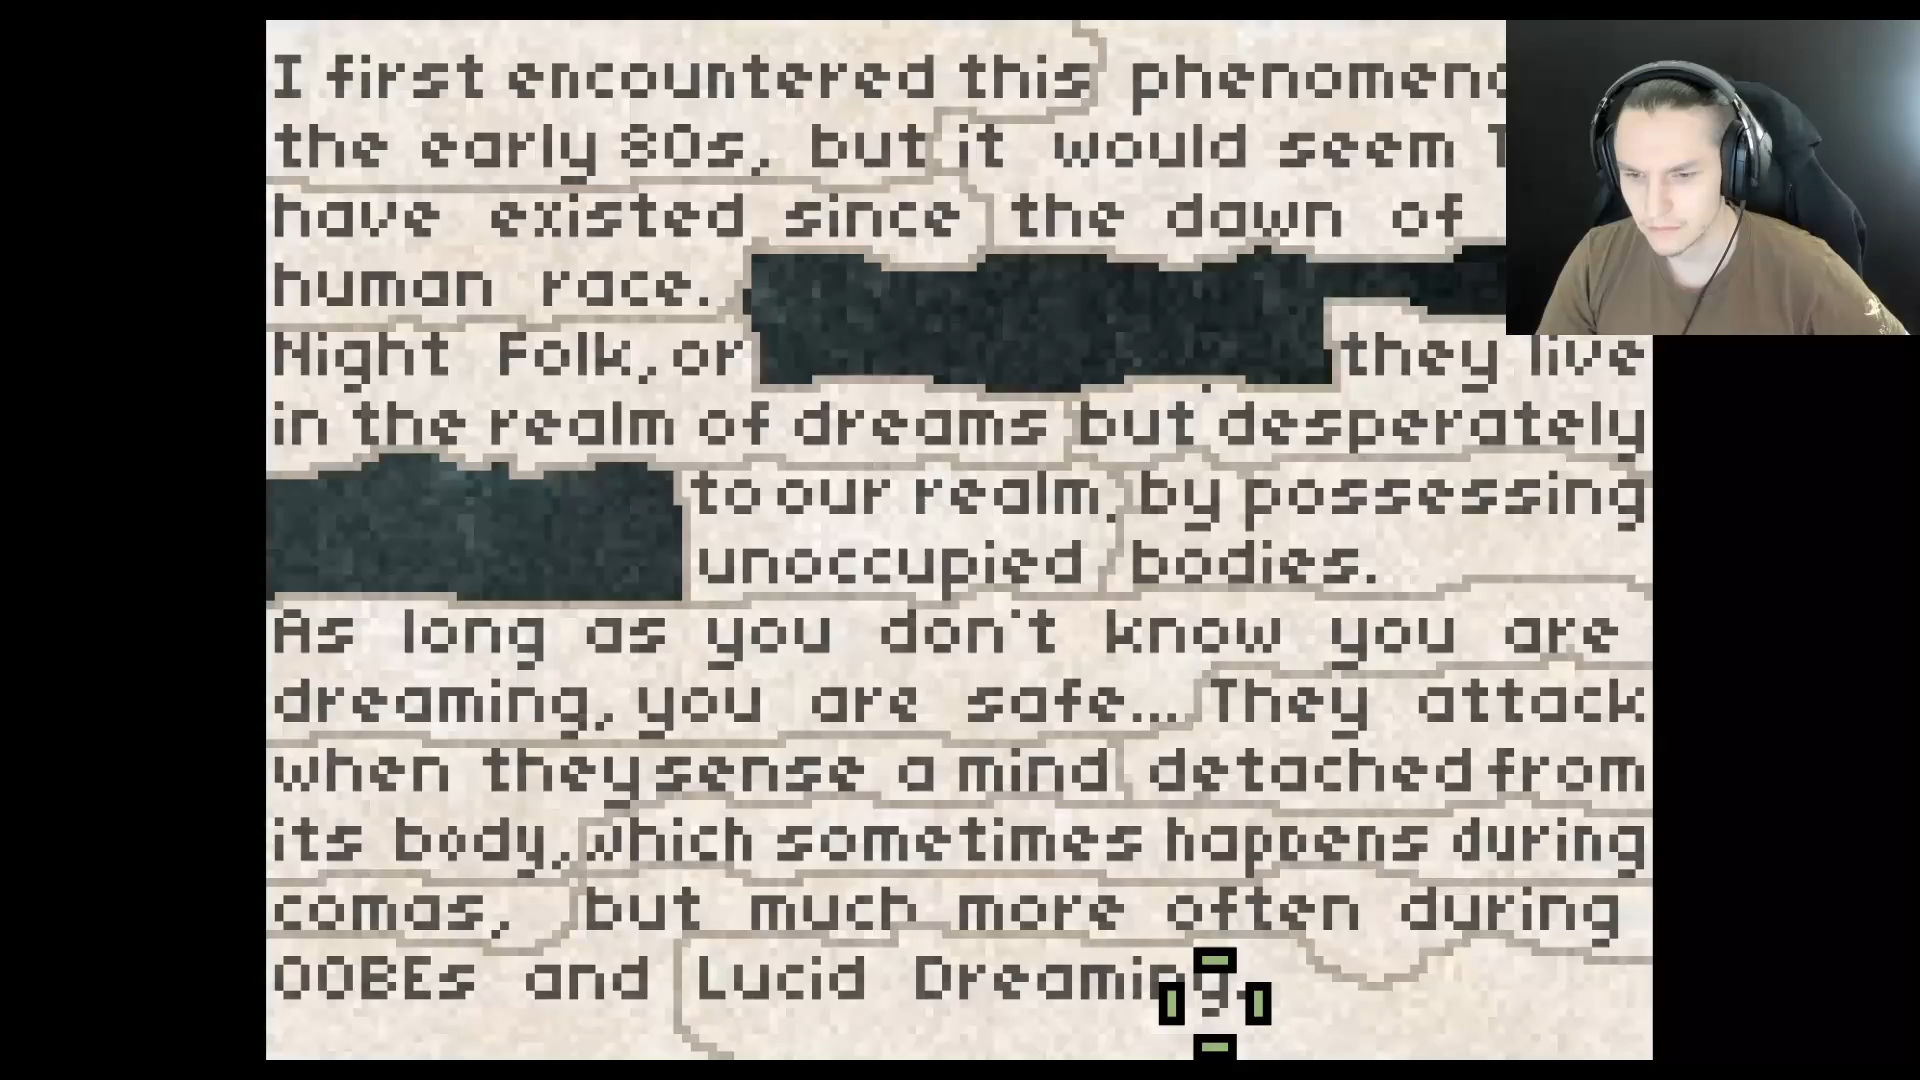 I first encountered this phenomeno
the early 80s, but it would seem
have existed since the dawn of
human race.
Night Folk, or they live
in the realm of dreams but desperately
to our realm, by possessing
unoccupied bodies.
As long as you don't know you are
dreaming, you are safe... They attack
when they sense a mind detached from
its body, which sometimes happens during
comas, but much more often during
OOBEs and Lucid Dreaming.